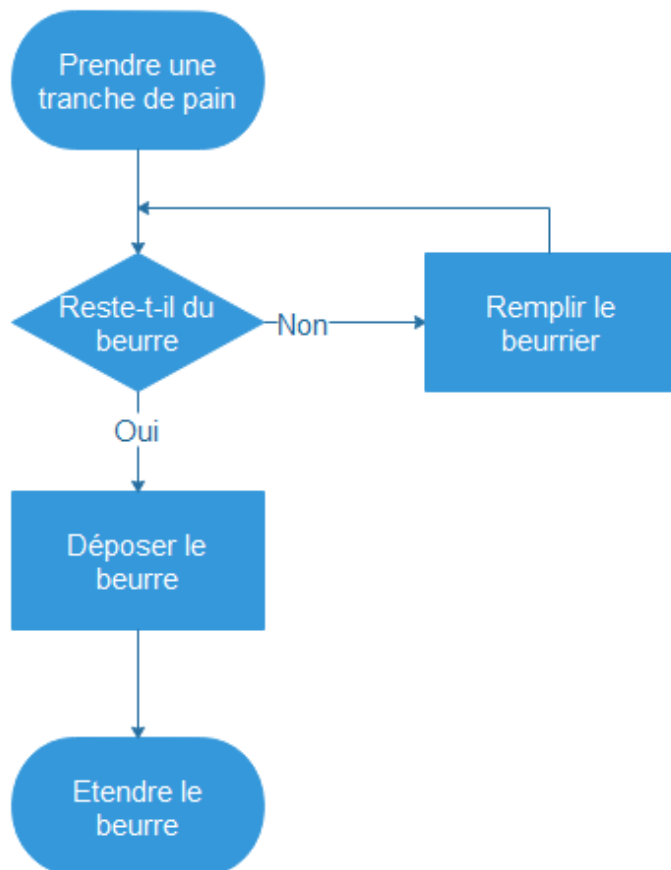 Prendre une
tranche de pain
Reste-t-il du
beurre
Non
Remplir le
beurrier
Oui
Déposer le
beurre
Etendre le
beurre